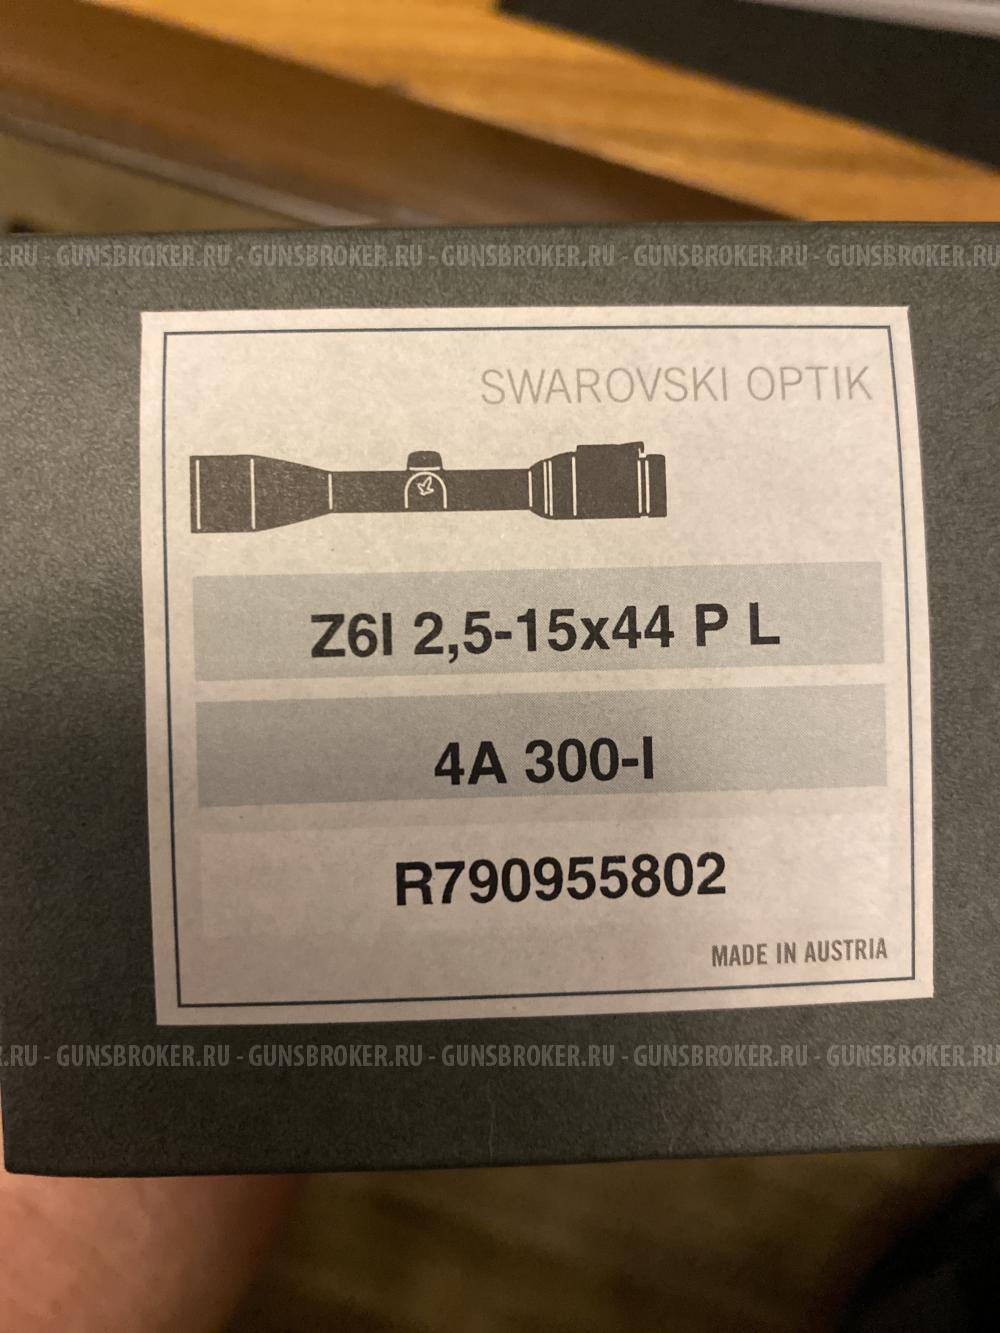 .RU - GUNSBROKER.RU - GUNSBROKER.RU - GUNSBROKER.RU - GUNSBROKER.RU - GUNSBROKER.RU
SWAROVSKI OPTIK
Z6I 2,5-15x44 P L
4A 300-I
R790955802
MADE IN AUSTRIA
.RU - GUNSBROKER.RU - GUNSBROKER.RU - GUNSBROKER.RU - GUNSBROKER.RU - GUNSBROKER.RU